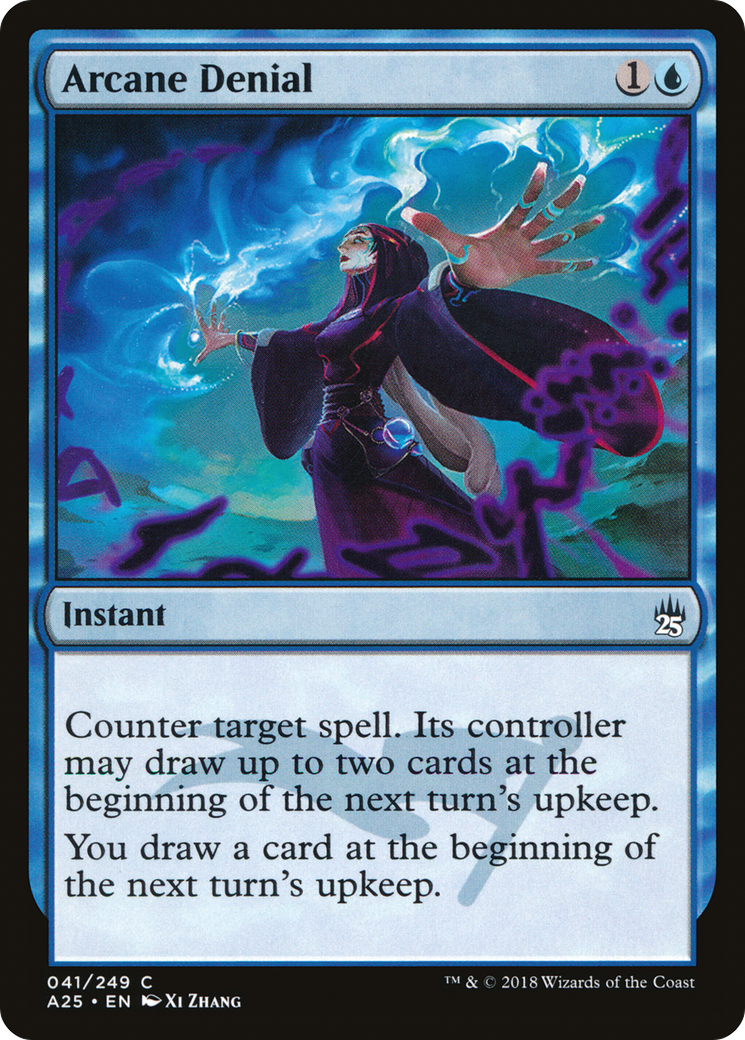 Arcane Denial 1
Instant 25
Counter target spell. Its controller
may draw up to two cards at the
beginning of the next turn's upkeep.
You draw a card at the beginning of
the next turn's upkeep.
041/249 C
A25 • EN Xi Zhang
™ & © 2018 Wizards of the Coast